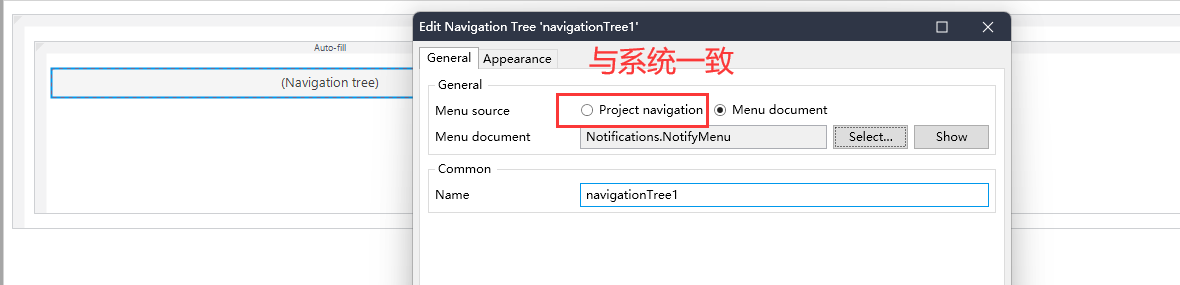 Auto-fill
(Navigation tree)
Edit Navigation Tree 'navigationTree1'
General Appearance
与系统一致
General
Menu source Project navigation Menu document
Menu document Notifications.NotifyMenu Select... Show
Common
Name navigationTree1